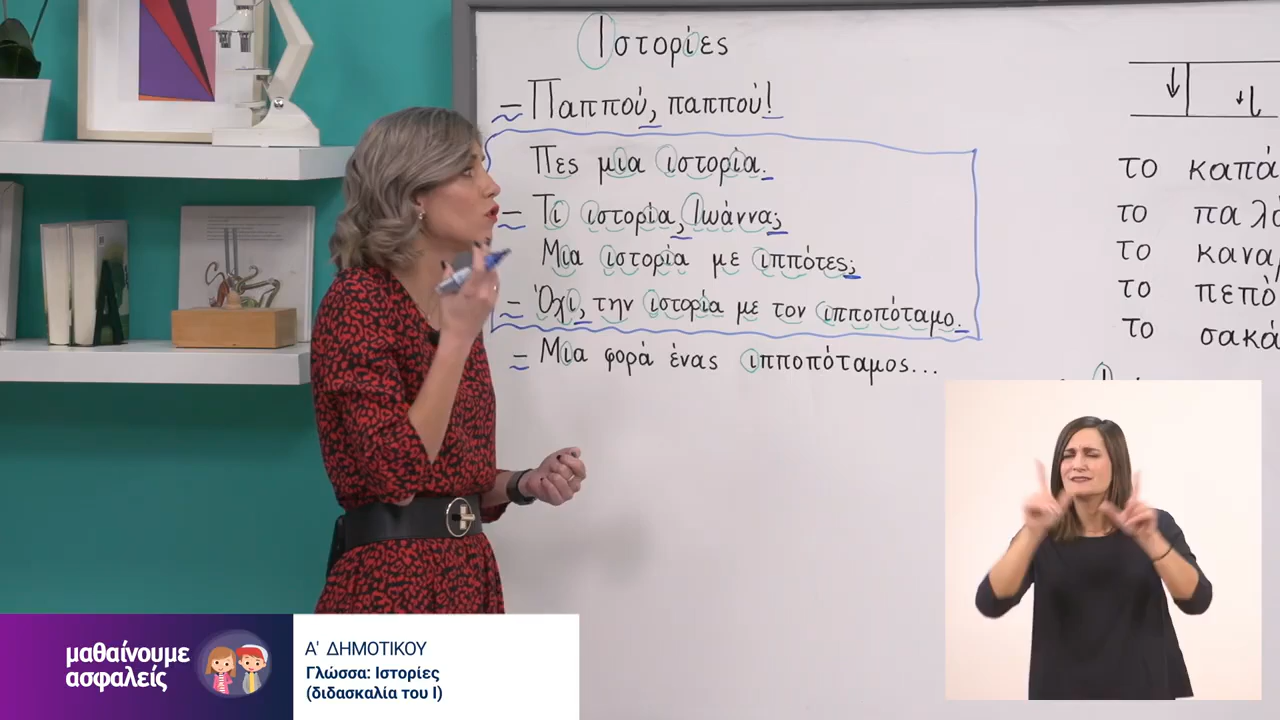 Ιστορίες
= Παππού, παππού!
Πες μια ιστορία.
= Τι ιστορία, Ιωάννα;
Μια ιστορία με ιππότες;
= Όχι, την ιστορία με τον ιπποπόταμο.
= Μια φορά ένας ιπποπόταμος...
το
το
το
το
το
Α
μαθαίνουμε
ασφαλείς
Α' ΔΗΜΟΤΙΚΟΥ
Γλώσσα: Ιστορίες
(διδασκαλία του Ι)